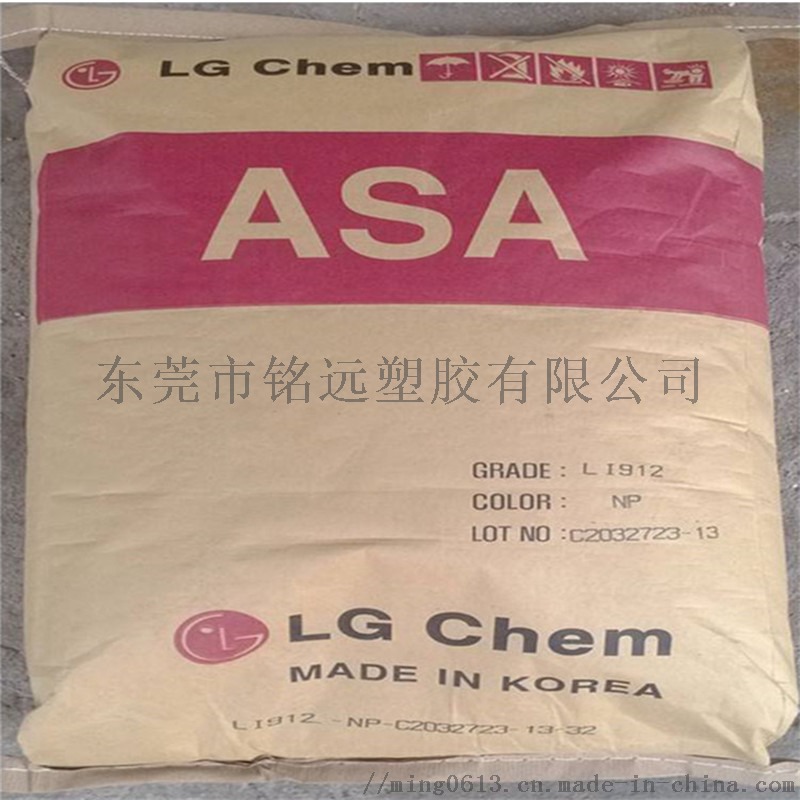 LG Chem
ASA
东莞市铭远塑胶有限公司
GRADE : LI912
COLOR : NP
LOT NO : C2032723-13
LG Chem
MADE IN KOREA
LI912-NP-C2032723-13-32
//ming0613.cn.made-in-china.com